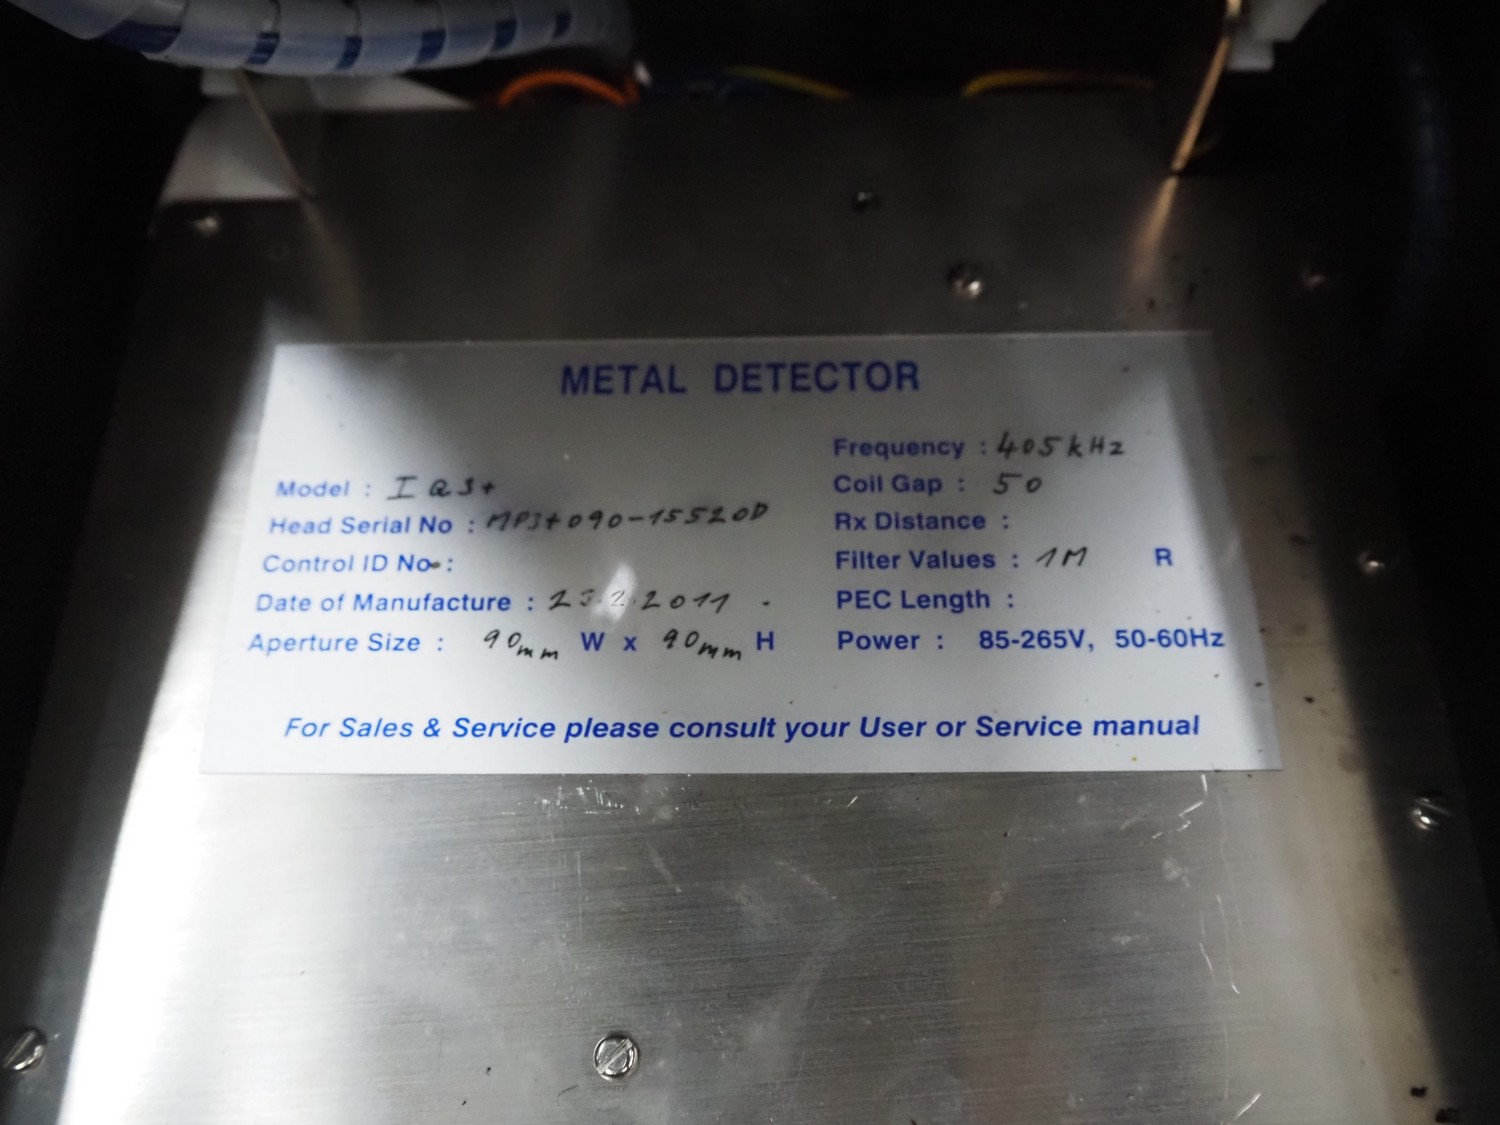 METAL DETECTOR
Model : IQ3+
Head Serial No : MP3+090-15520D
Control ID No :
Date of Manufacture : 23.2.2011 .
Aperture Size : 90mm W x 90mm H
Frequency : 405kHz
Coil Gap : 50
Rx Distance :
Filter Values : 1M R
PEC Length :
Power : 85-265V, 50-60Hz
For Sales & Service please consult your User or Service manual